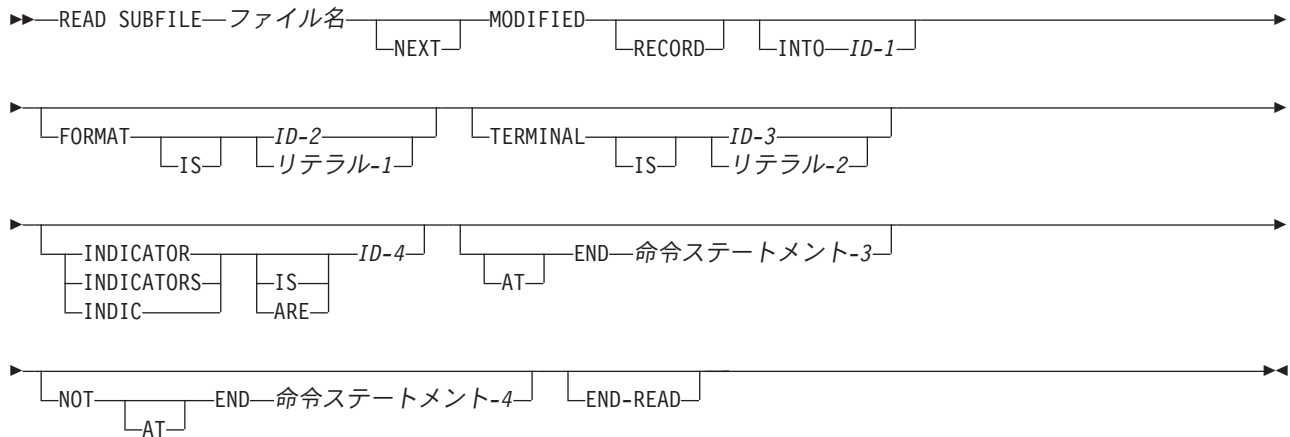 READ SUBFILE ファイル名 MODIFIED
NEXT RECORD INTO ID-1
FORMAT ID-2 TERMINAL ID-3
IS リテラル-1 IS リテラル-2
INDICATOR ID-4 END 命令ステートメント-3
INDICATORS IS AT
INDIC ARE
NOT END 命令ステートメント-4 END-READ
AT